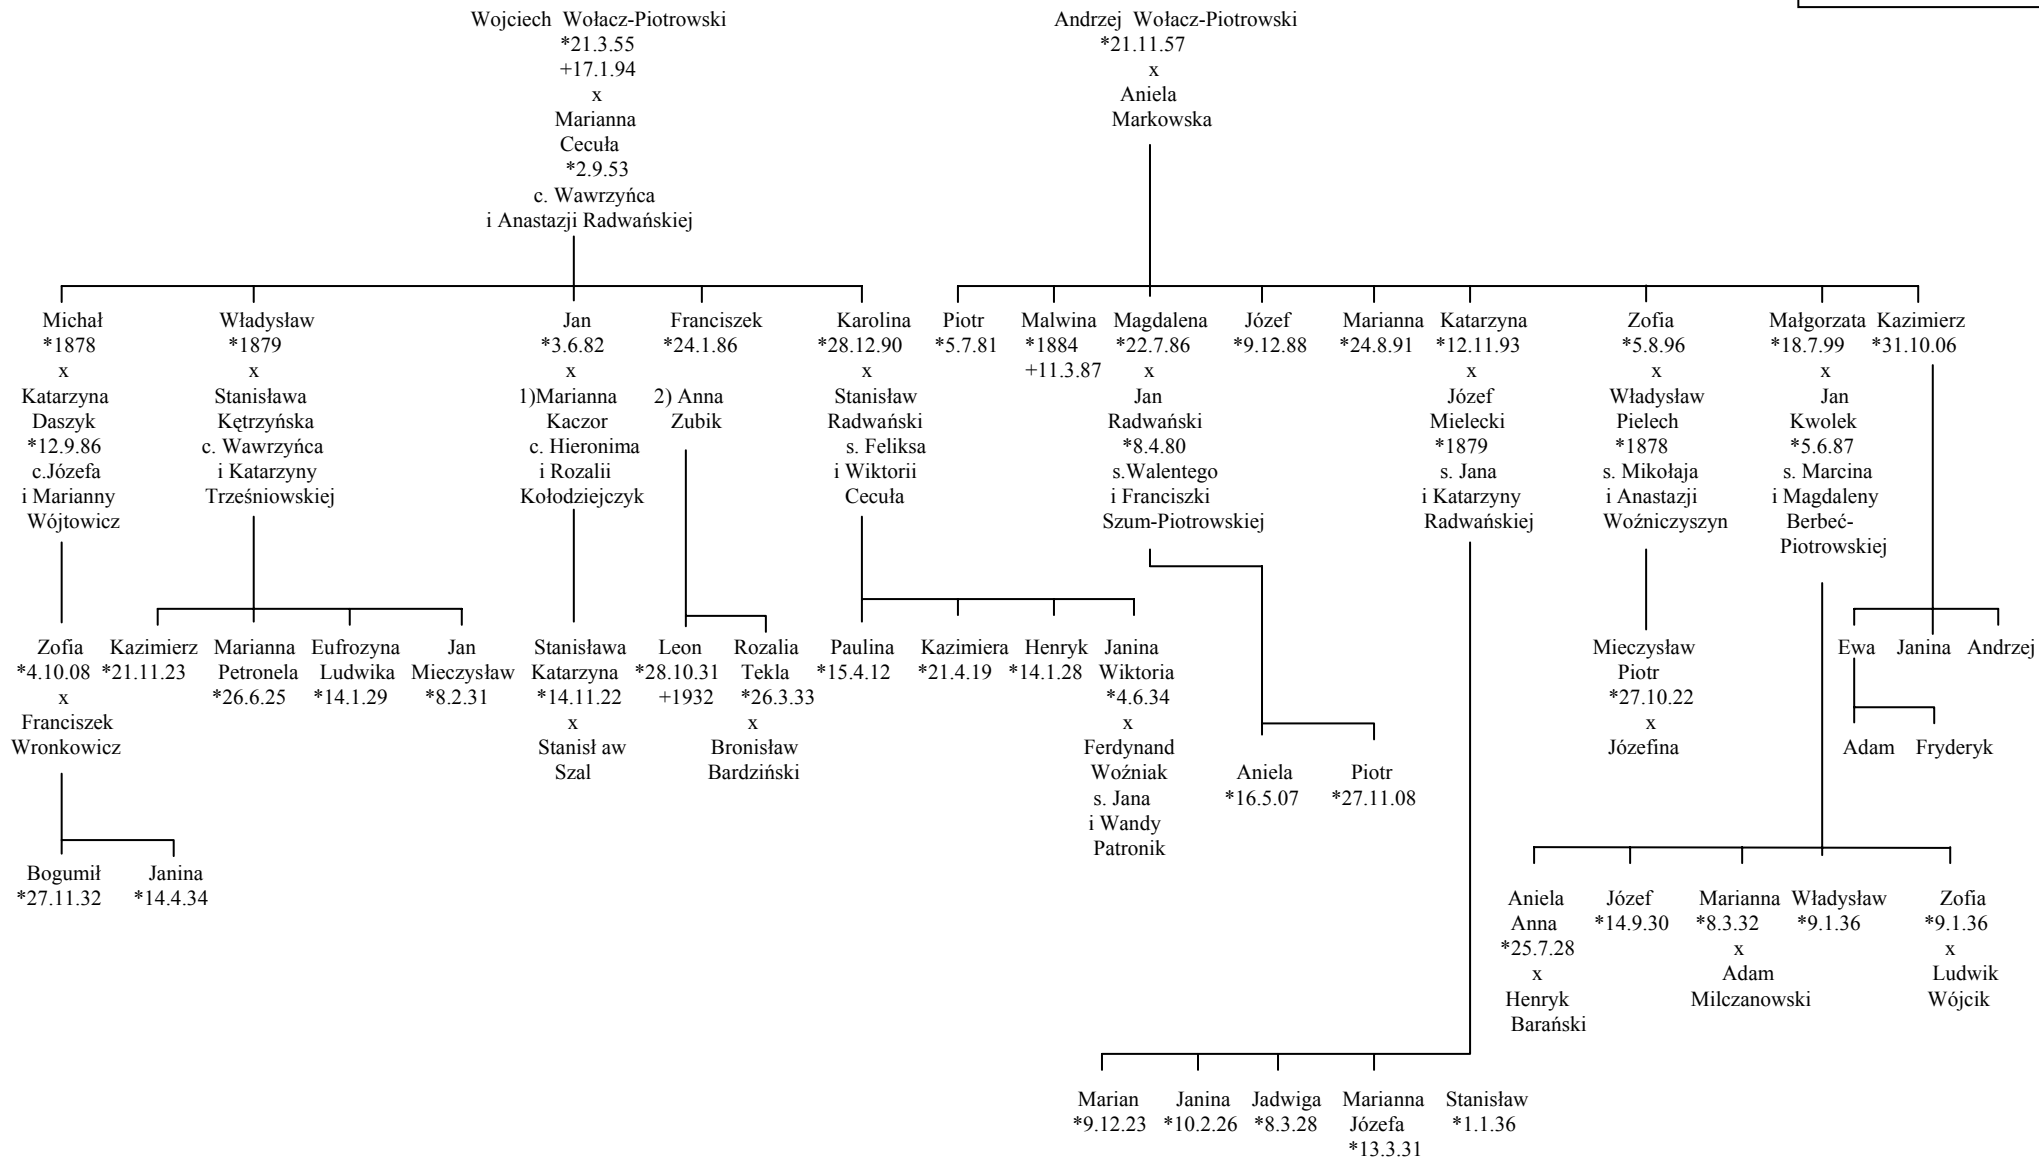 Wojciech Wołacz-Piotrowski
*21.3.55
+17.1.94
x
Marianna
Cecuła
*2.9.53
c. Wawrzyńca
i Anastazji Radwańskiej
Andrzej Wołacz-Piotrowski
*21.11.57
x
Aniela
Markowska
Michał
*1878
x
Katarzyna
Daszyk
*12.9.86
c.Józefa
i Marianny
Wójtowicz
Władysław
*1879
x
Stanisława
Kętrzyńska
c. Wawrzyńca
i Katarzyny
Trześniowskiej
Jan
*3.6.82
x
1)Marianna
Kaczor
c. Hieronima
i Rozalii
Kołodziejczyk
Franciszek
*24.1.86
2) Anna
Zubik
Karolina
*28.12.90
x
Stanisław
Radwański
s. Feliksa
i Wiktorii
Cecuła
Piotr
*5.7.81
Malwina
*1884
+11.3.87
Magdalena
*22.7.86
x
Jan
Radwański
*8.4.80
s.Walentego
i Franciszki
Szum-Piotrowskiej
Józef
*9.12.88
Marianna
*24.8.91
Katarzyna
*12.11.93
x
Józef
Mielecki
*1879
s. Jana
i Katarzyny
Radwańskiej
Zofia
*5.8.96
x
Władysław
Pielech
*1878
s. Mikołaja
i Anastazji
Woźniczyszyn
Małgorzata
*18.7.99
x
Jan
Kwolek
*5.6.87
s. Marcina
i Magdaleny
Berbeć-
Piotrowskiej
Kazimierz
*31.10.06
Zofia
*4.10.08
x
Franciszek
Wronkowicz
Kazimierz
*21.11.23
Marianna
Petronela
*26.6.25
Eufrozyna
Ludwika
*14.1.29
Jan
Mieczysław
*8.2.31
Stanisława
Katarzyna
*14.11.22
x
Stanisł aw
Szal
Leon
*28.10.31
+1932
Rozalia
Tekla
*26.3.33
x
Bronisław
Bardziński
Paulina
*15.4.12
Kazimiera
*21.4.19
Henryk
*14.1.28
Janina
Wiktoria
*4.6.34
x
Ferdynand
Woźniak
s. Jana
i Wandy
Patronik
Aniela
*16.5.07
Piotr
*27.11.08
Mieczysław
Piotr
*27.10.22
x
Józefina
Ewa
Janina
Andrzej
Adam
Fryderyk
Bogumił
*27.11.32
Janina
*14.4.34
Aniela
Anna
*25.7.28
x
Henryk
Barański
Józef
*14.9.30
Marianna
*8.3.32
x
Adam
Milczanowski
Władysław
*9.1.36
Zofia
*9.1.36
x
Ludwik
Wójcik
Marian
*9.12.23
Janina
*10.2.26
Jadwiga
*8.3.28
Marianna
Józefa
*13.3.31
Stanisław
*1.1.36